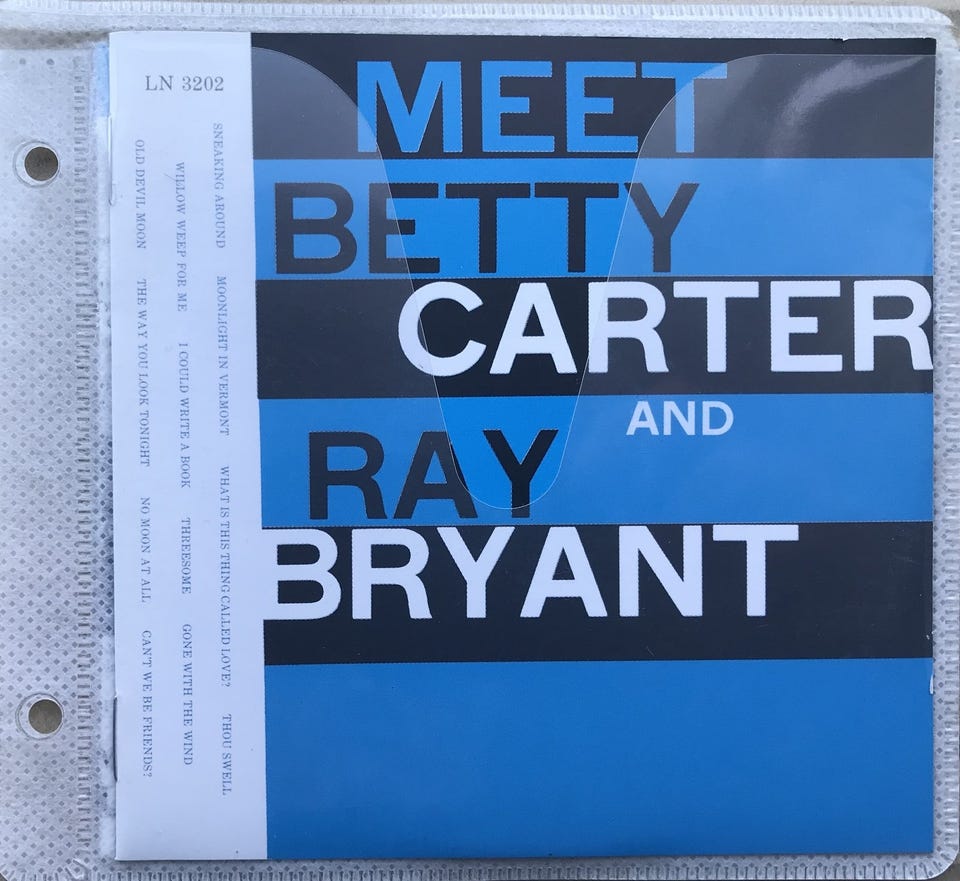 LN 3202
SNEAKING AROUND MOONLIGHT IN VERMONT WHAT IS THIS THING CALLED LOVE? THOU SWELL
WILLOW WEEP FOR ME I COULD WRITE A BOOK THREESOME GONE WITH THE WIND
OLD DEVIL MOON THE WAY YOU LOOK TONIGHT NO MOON AT ALL CAN'T WE BE FRIENDS?
MEET
BETTY
CARTER
AND
RAY
BRYANT